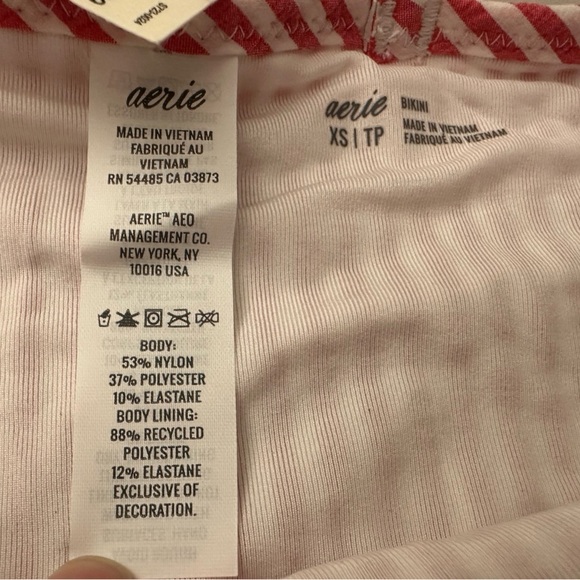 aerie
MADE IN VIETNAM
FABRIQUÉ AU
VIETNAM
RN 54485 CA 03873
AERIE™ AEO
MANAGEMENT CO.
NEW YORK, NY
10016 USA
BODY:
53% NYLON
37% POLYESTER
10% ELASTANE
BODY LINING:
88% RECYCLED
POLYESTER
12% ELASTANE
EXCLUSIVE OF
DECORATION.
aerie BIKINI
XS | TP MADE IN VIETNAM
FABRIQUÉ AU VIETNAM